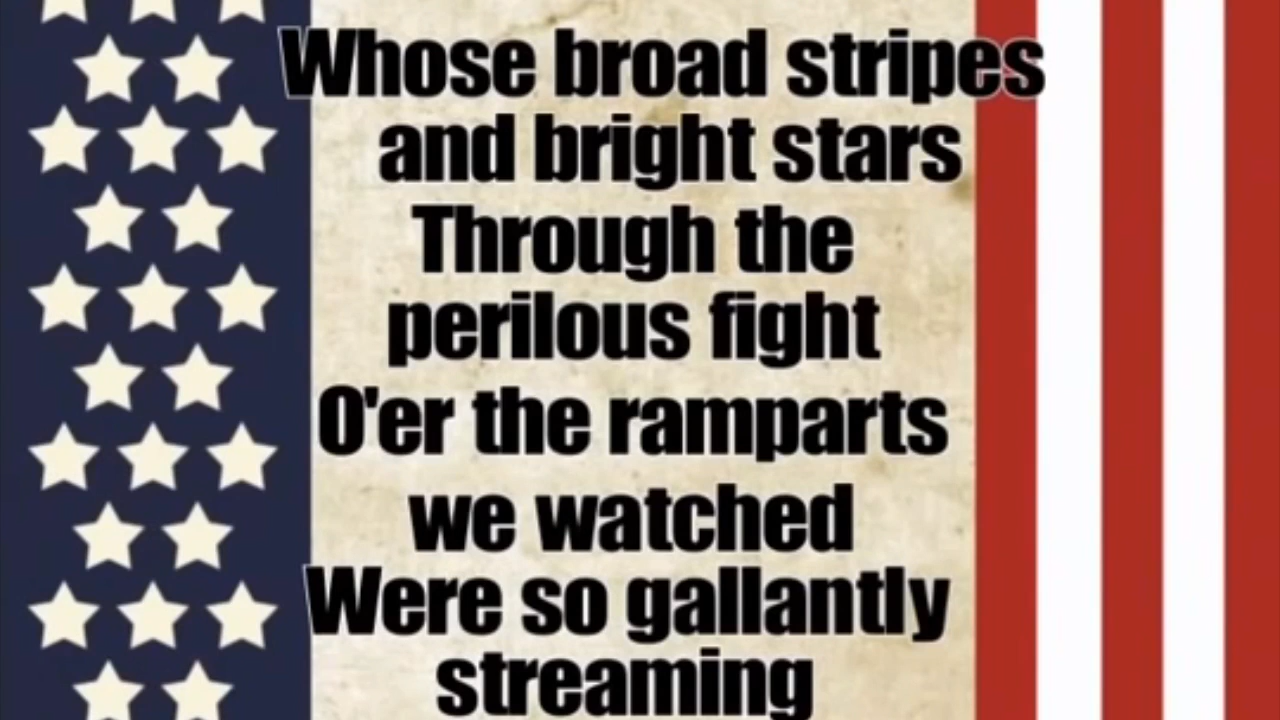 Whose broad stripes
and bright stars
Through the
perilous fight
O'er the ramparts
we watched
Were so gallantly
streaming